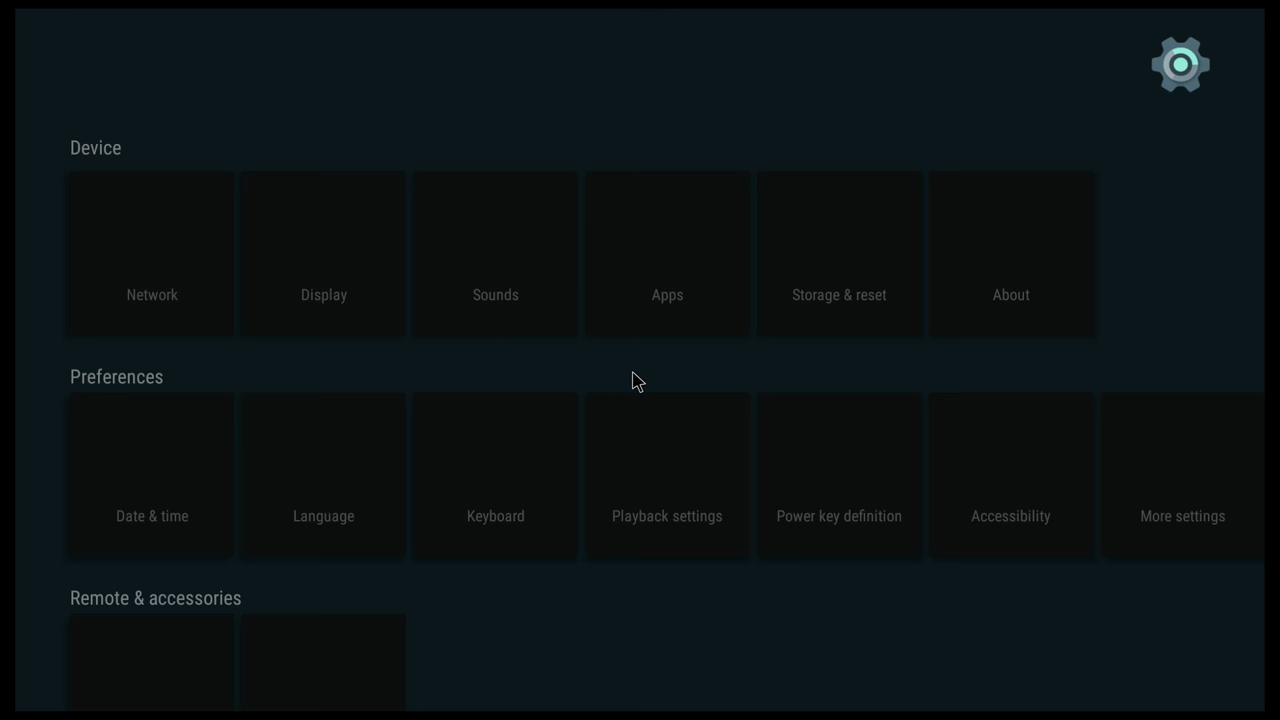 Device
Network
Display
Sounds
Apps
Storage & reset
About
Preferences
Date & time
Language
Keyboard
Playback settings
Power key definition
Accessibility
More settings
Remote & accessories